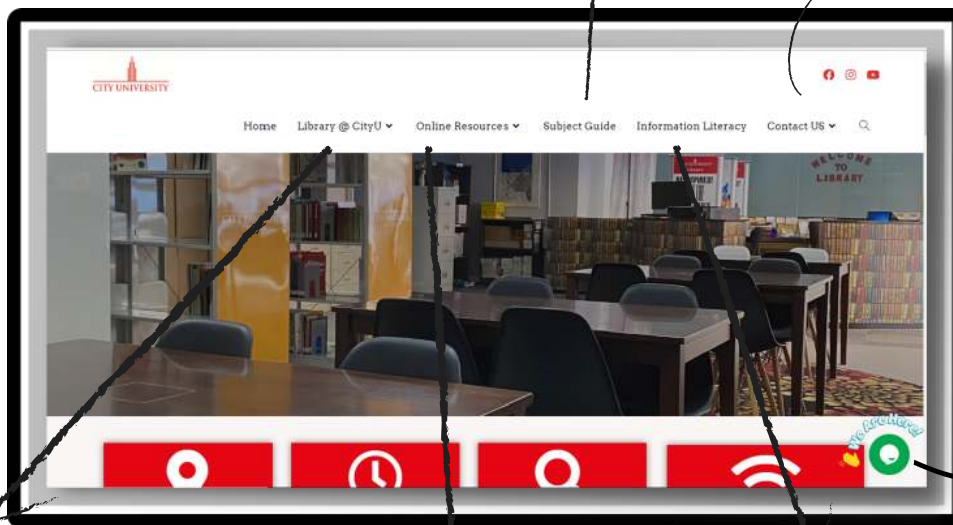 CITY UNIVERSITY
Home Library @ CityU Online Resources Subject Guide Information Literacy Contact US
WELCOME
TO
LIBRARY
We Are Here!